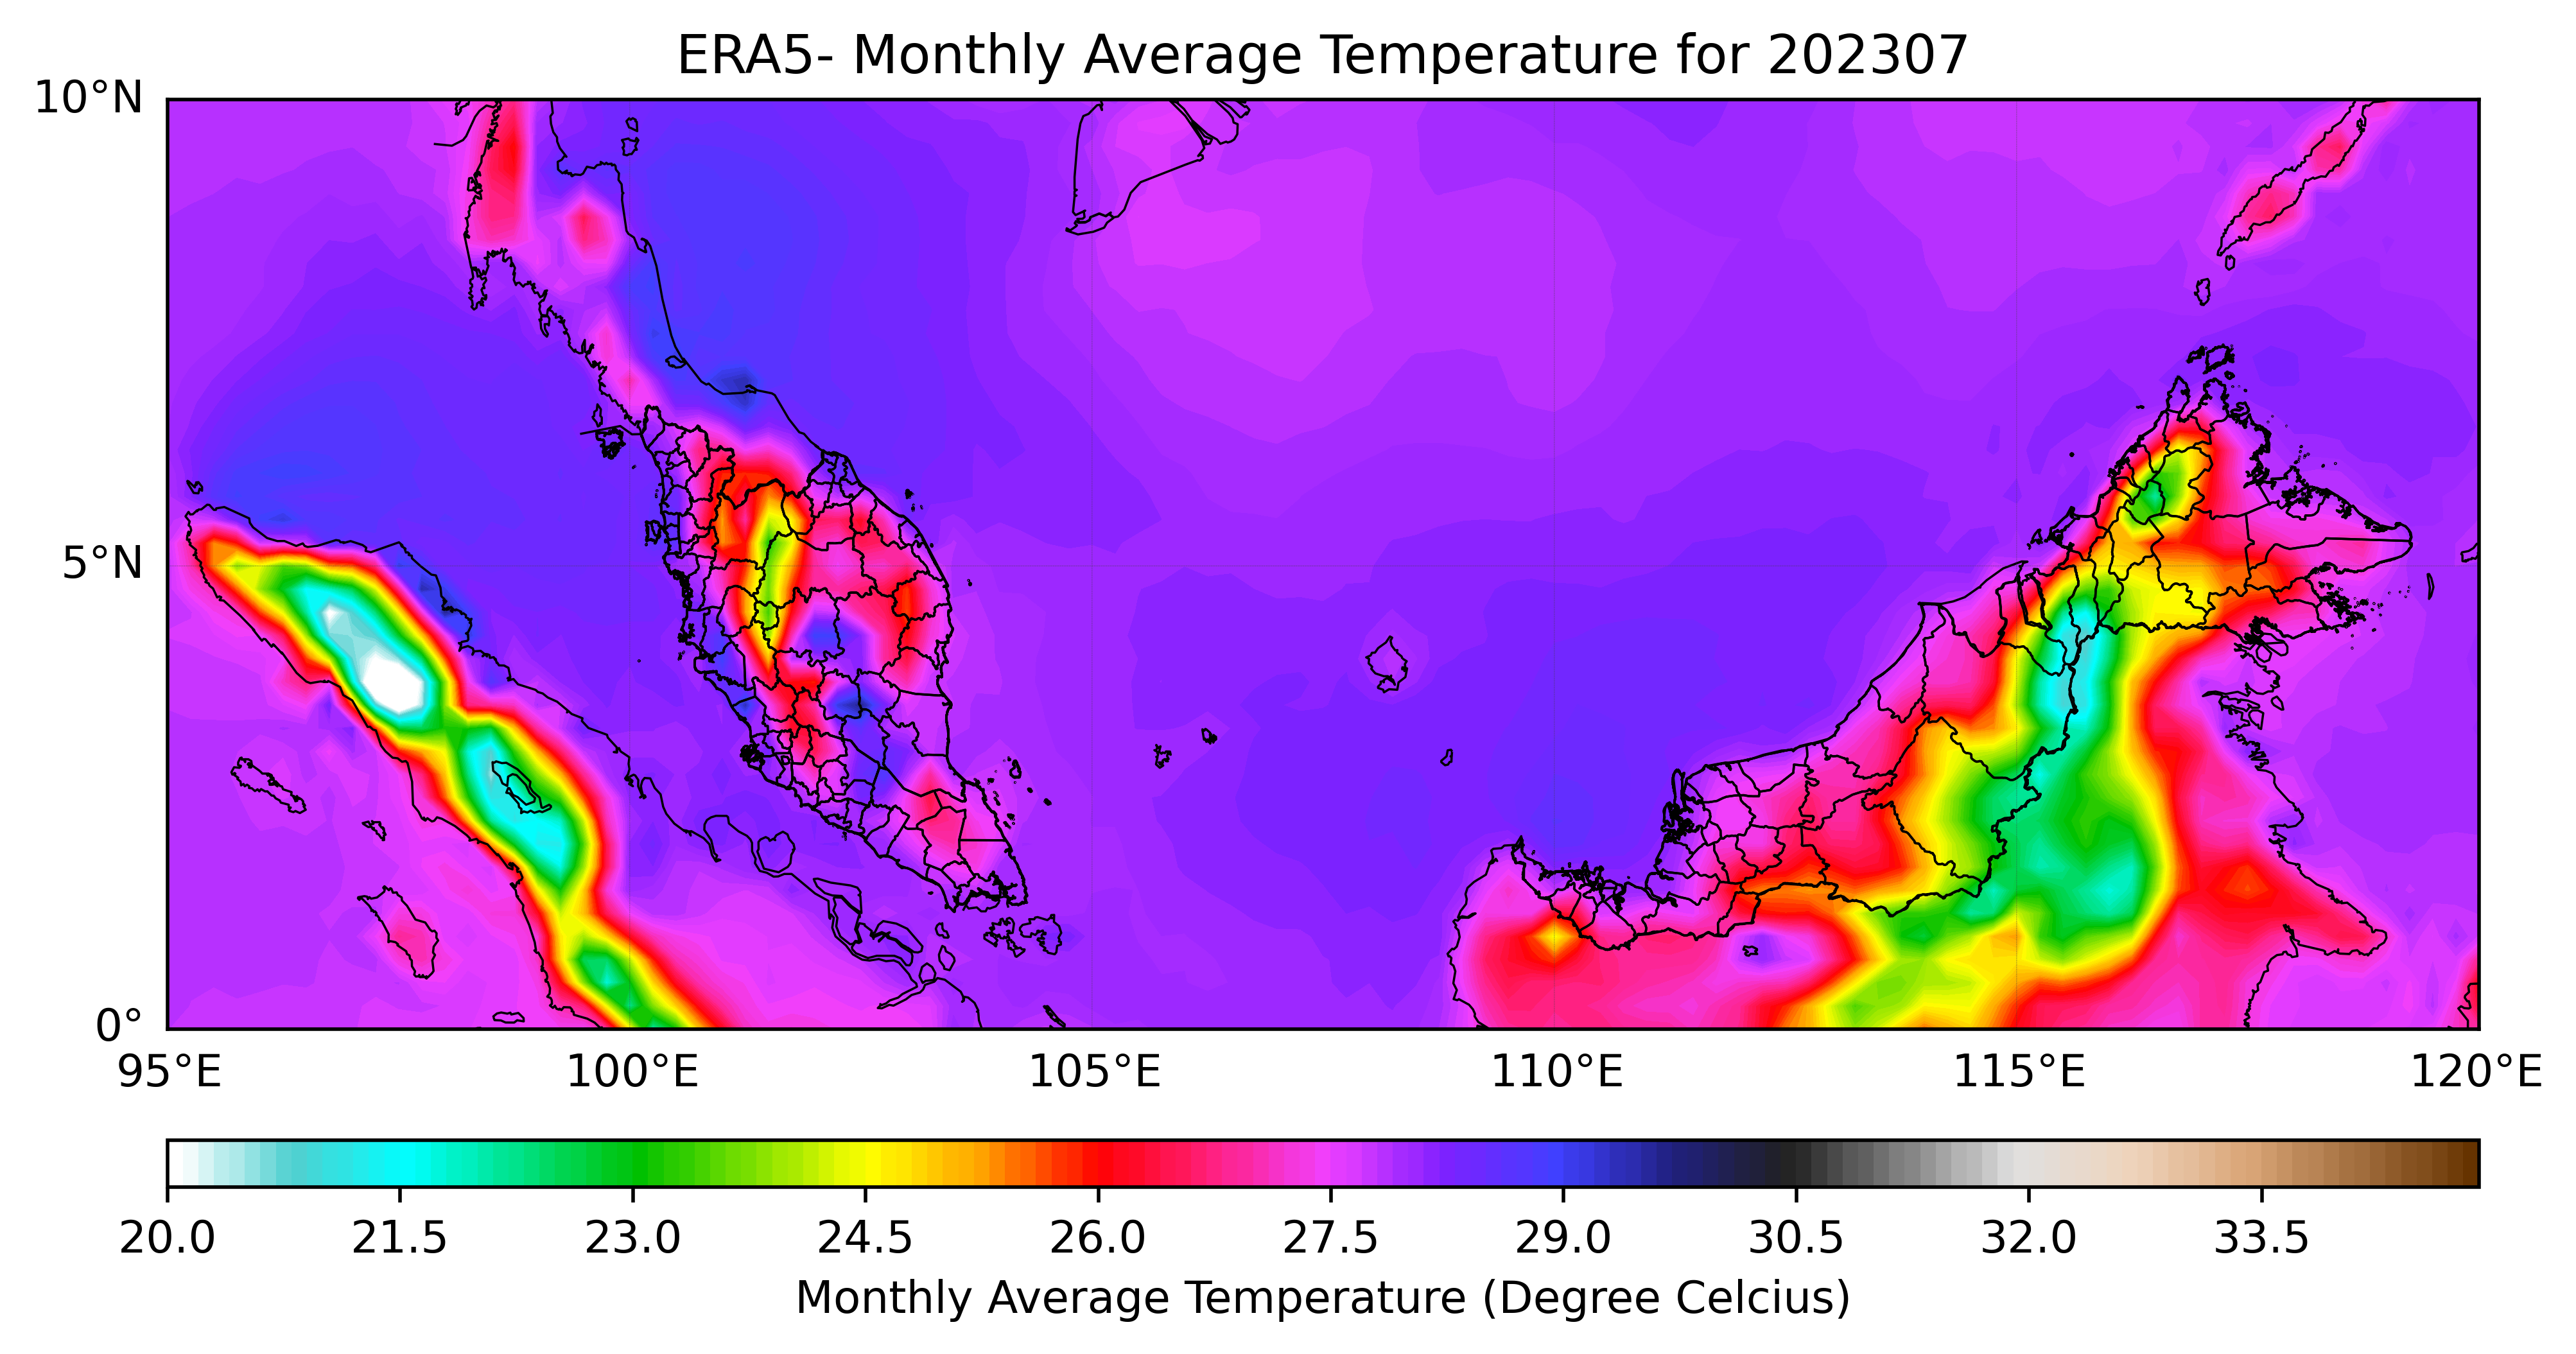 ERA5- Monthly Average Temperature for 202307
10°N
5°N
0°
95°E 100°E 105°E 110°E 115°E 120°E
20.0 21.5 23.0 24.5 26.0 27.5 29.0 30.5 32.0 33.5
Monthly Average Temperature (Degree Celcius)